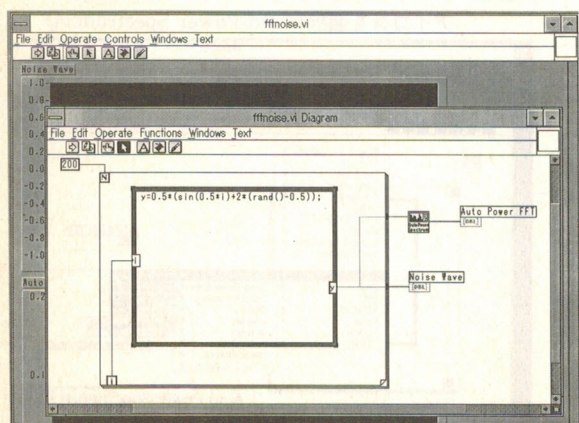 fftnoise.vi
File Edit Operate Controls Windows Text
Noise Wave
1.0-
0.8-
0.6
0.4
0.2
0.0
-0.2
-0.4
-0.6
-0.8
-1.0
Auto
0.2
0.1
fftnoise.vi Diagram
File Edit Operate Functions Windows Text
200
N
y=0.5*(sin(0.5*i)+2*(rand()-0.5));
i
y
i
Auto Power FFT
[DBL]
Noise Wave
[DBL]